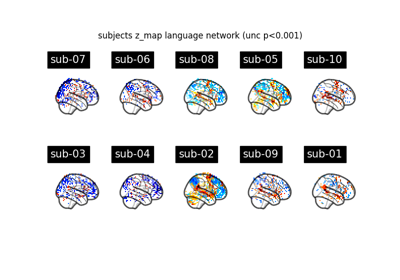 subjects z_map language network (unc p<0.001)
sub-07 sub-06 sub-08 sub-05 sub-10
sub-03 sub-04 sub-02 sub-09 sub-01